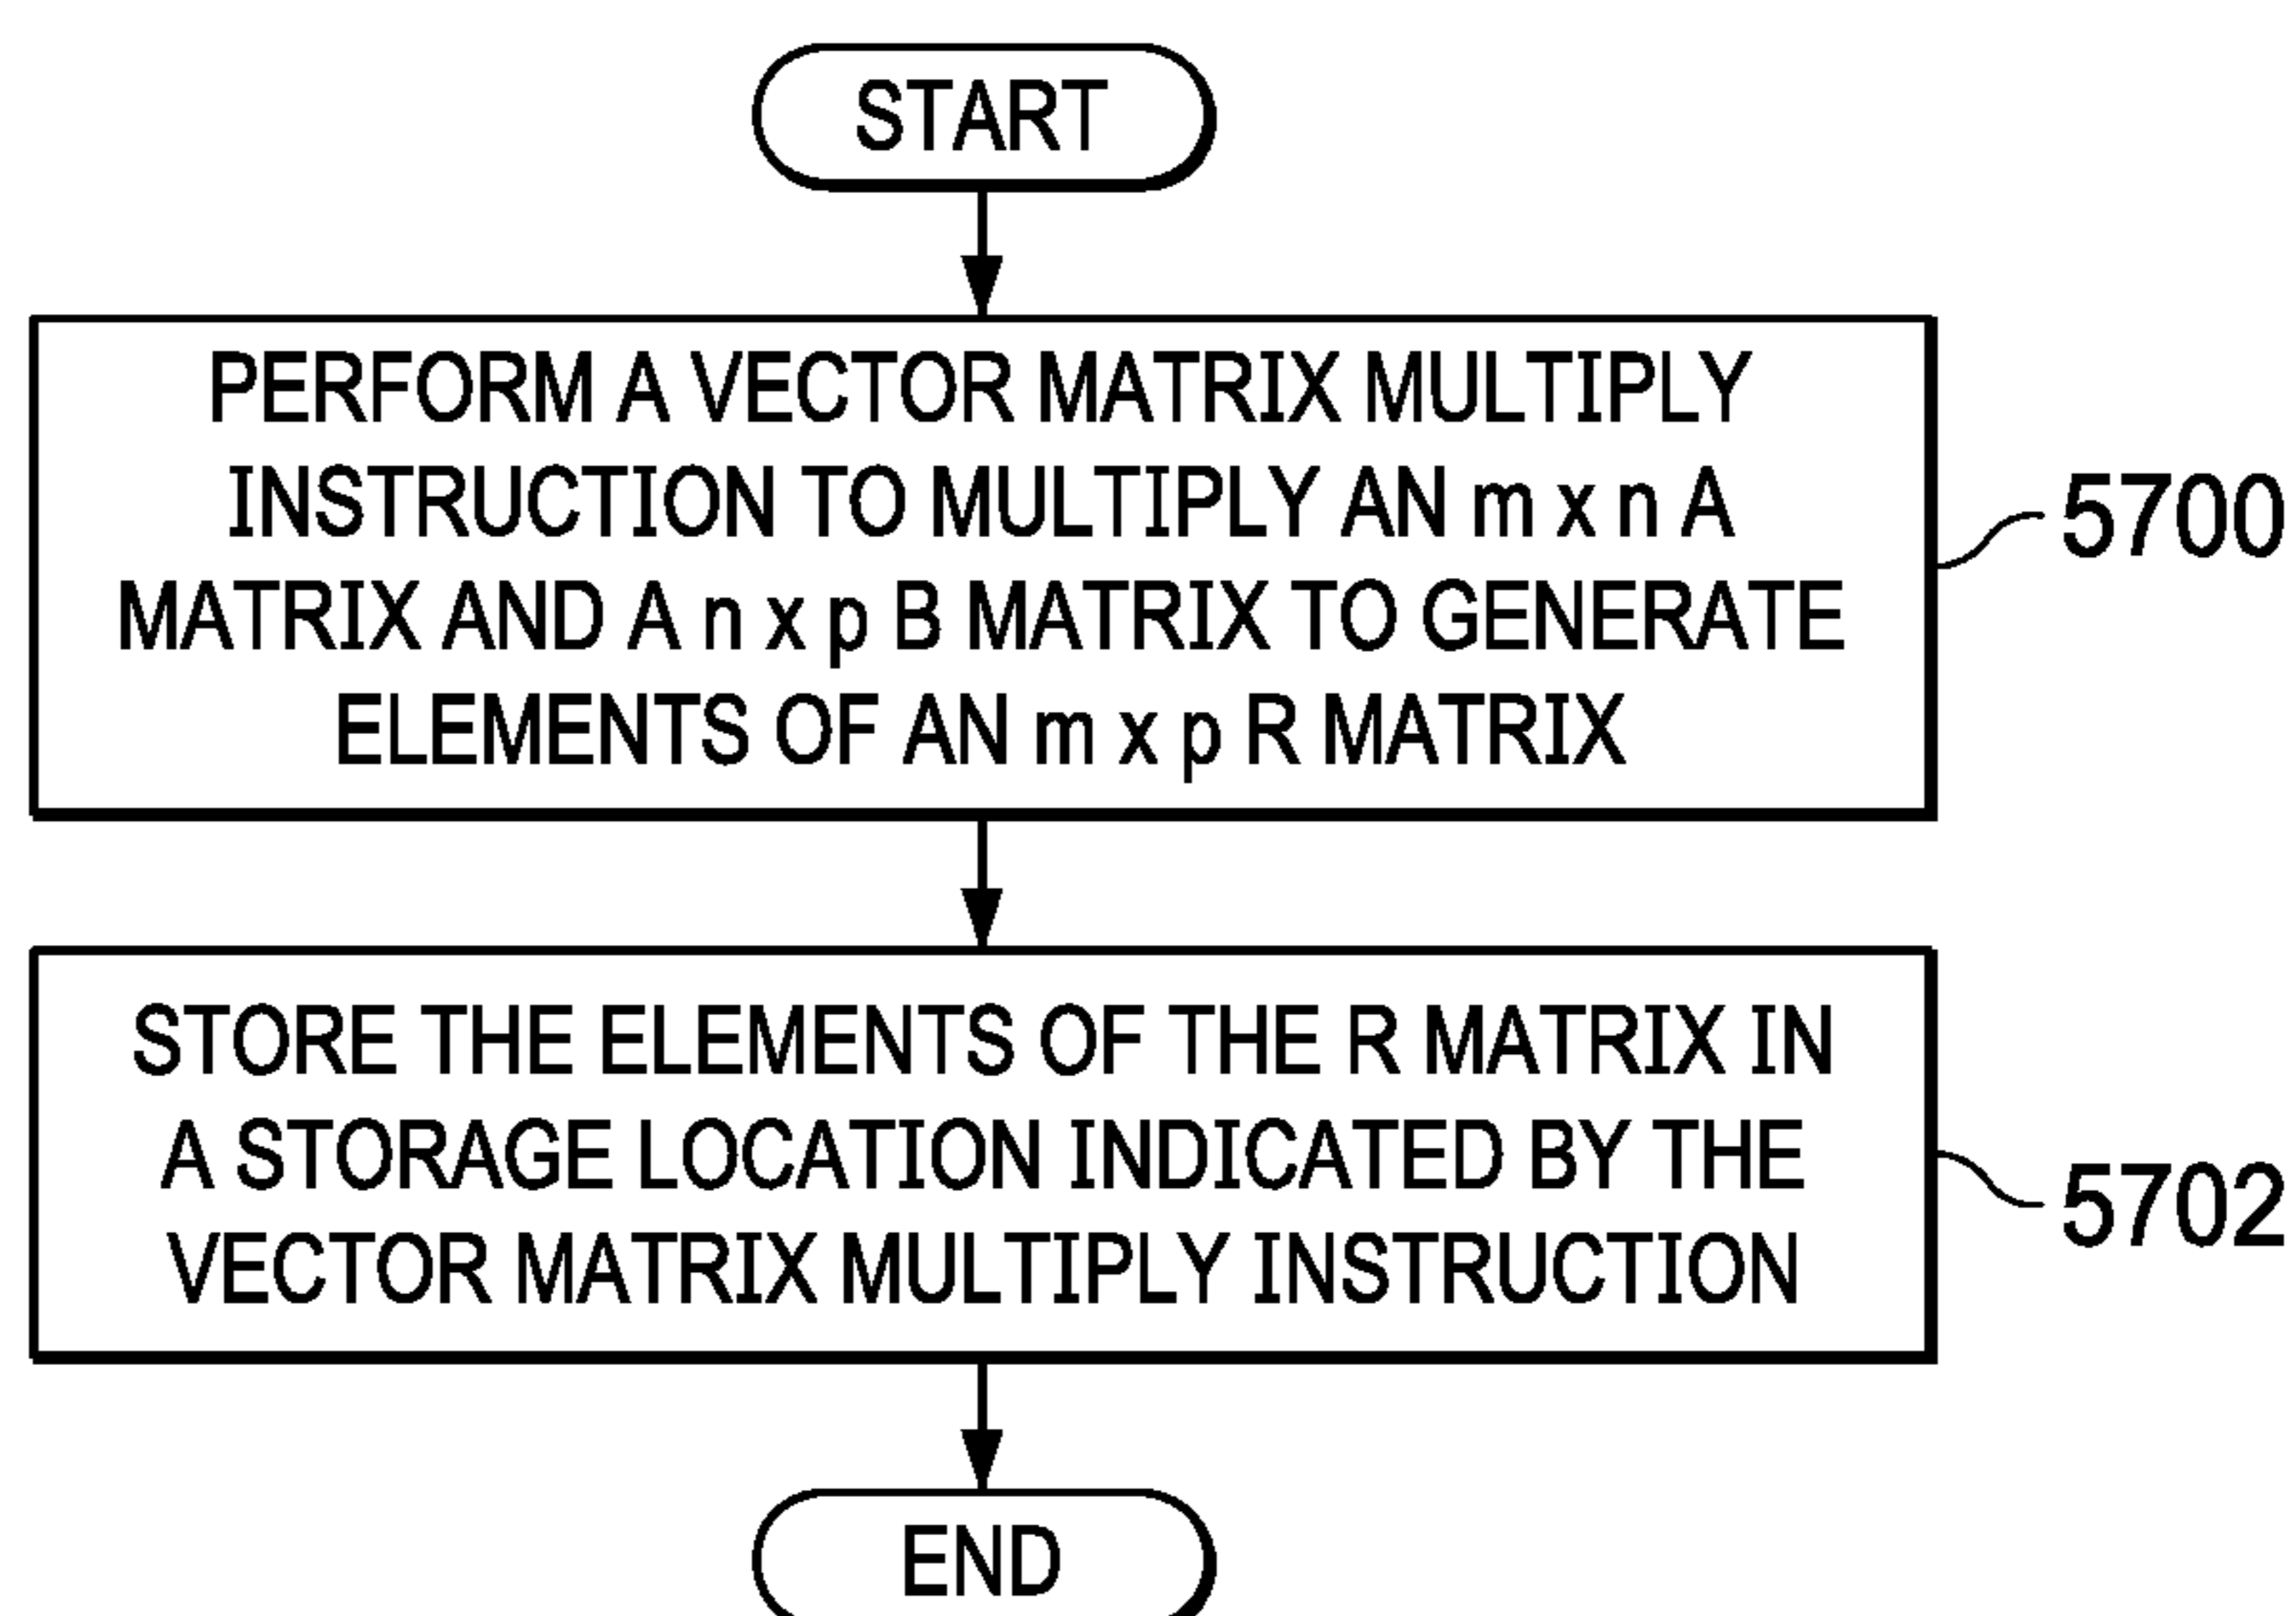 START
PERFORM A VECTOR MATRIX MULTIPLY
INSTRUCTION TO MULTIPLY AN m x n A
MATRIX AND A n x p B MATRIX TO GENERATE
ELEMENTS OF AN m x p R MATRIX
5700
STORE THE ELEMENTS OF THE R MATRIX IN
A STORAGE LOCATION INDICATED BY THE
VECTOR MATRIX MULTIPLY INSTRUCTION
5702
END